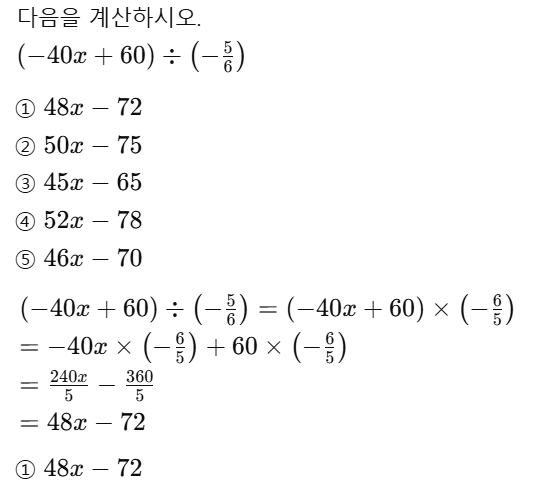 다음을 계산하시오.
(−40x + 60) ÷ (−5/6)
① 48x − 72
② 50x − 75
③ 45x − 65
④ 52x − 78
⑤ 46x − 70
(−40x + 60) ÷ (−5/6) = (−40x + 60) × (−6/5)
= −40x × (−6/5) + 60 × (−6/5)
= 240x/5 − 360/5
= 48x − 72
① 48x − 72